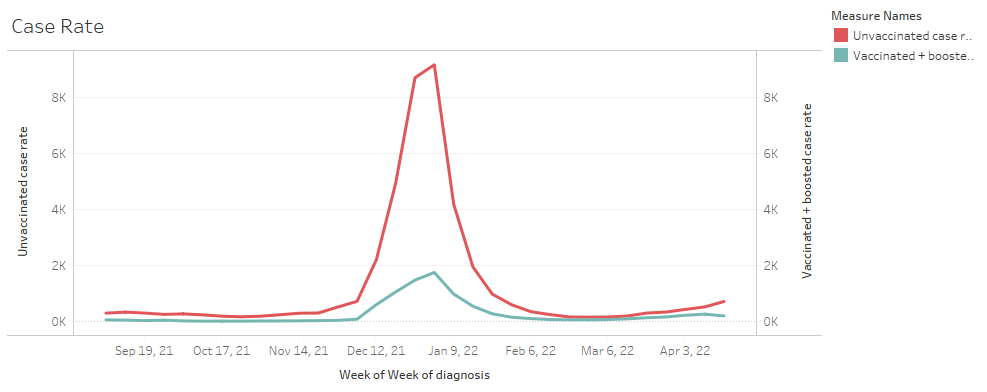 Case Rate
Measure Names
Unvaccinated case r..
Vaccinated + booste..
Unvaccinated case rate
8K
6K
4K
2K
0K
8K
6K
4K
2K
0K
Vaccinated + boosted case rate
Sep 19, 21
Oct 17, 21
Nov 14, 21
Dec 12, 21
Jan 9, 22
Feb 6, 22
Mar 6, 22
Apr 3, 22
Week of Week of diagnosis